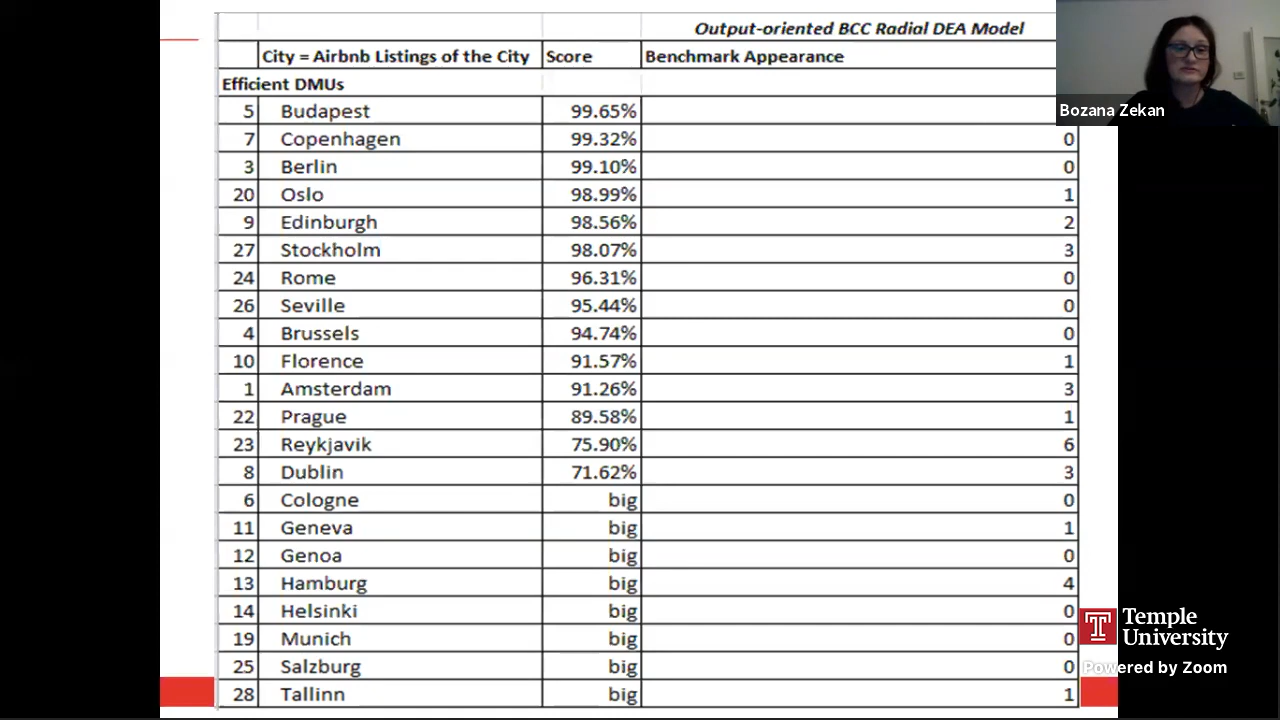 Output-oriented BCC Radial DEA Model
City = Airbnb Listings of the City Score Benchmark Appearance
Efficient DMUs
5 Budapest 99.65%
Bozana Zekan
7 Copenhagen 99.32% 0
3 Berlin 99.10% 0
20 Oslo 98.99% 1
9 Edinburgh 98.56% 2
27 Stockholm 98.07% 3
24 Rome 96.31% 0
26 Seville 95.44% 0
4 Brussels 94.74% 0
10 Florence 91.57% 1
1 Amsterdam 91.26% 3
22 Prague 89.58% 1
23 Reykjavik 75.90% 6
8 Dublin 71.62% 3
6 Cologne big 0
11 Geneva big 1
12 Genoa big 0
13 Hamburg big 4
14 Helsinki big 0
19 Munich big 0
25 Salzburg big 0
28 Tallinn big 1
Temple
University
Powered by Zoom